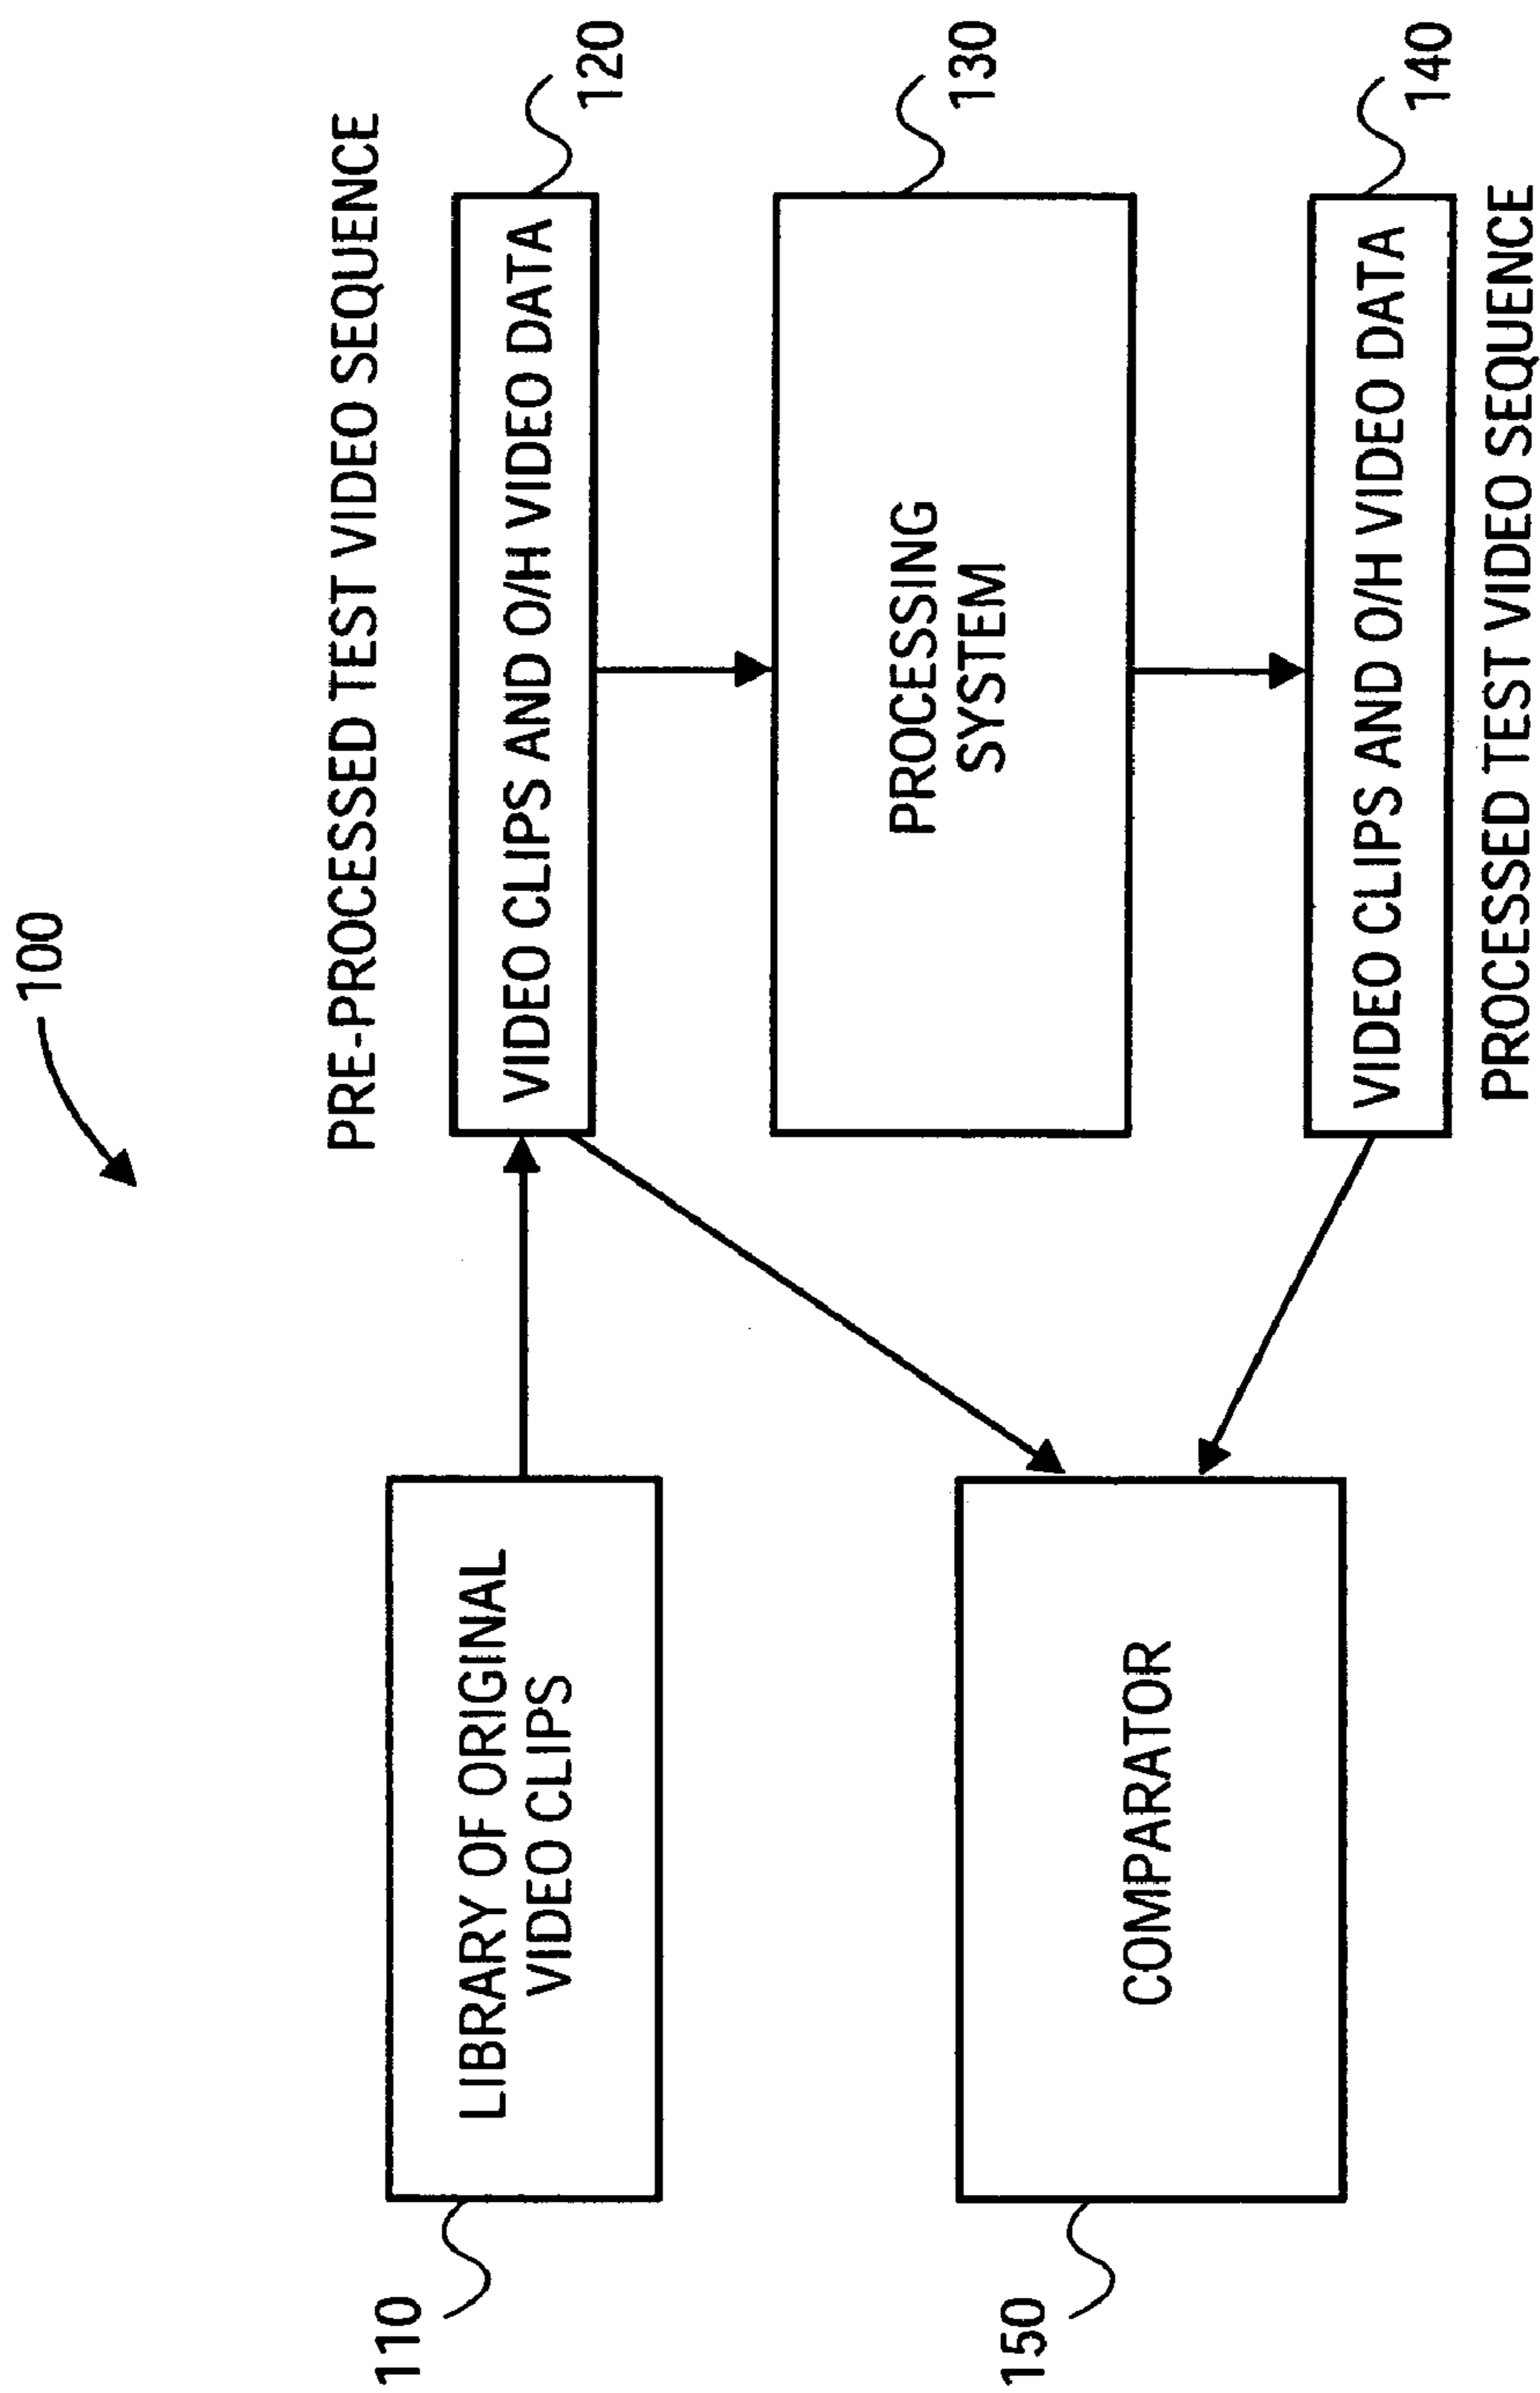 100
PRE-PROCESSED TEST VIDEO SEQUENCE
110
LIBRARY OF ORIGINAL
VIDEO CLIPS
VIDEO CLIPS AND O/H VIDEO DATA
120
PROCESSING
SYSTEM
130
150
COMPARATOR
VIDEO CLIPS AND O/H VIDEO DATA
140
PROCESSED TEST VIDEO SEQUENCE